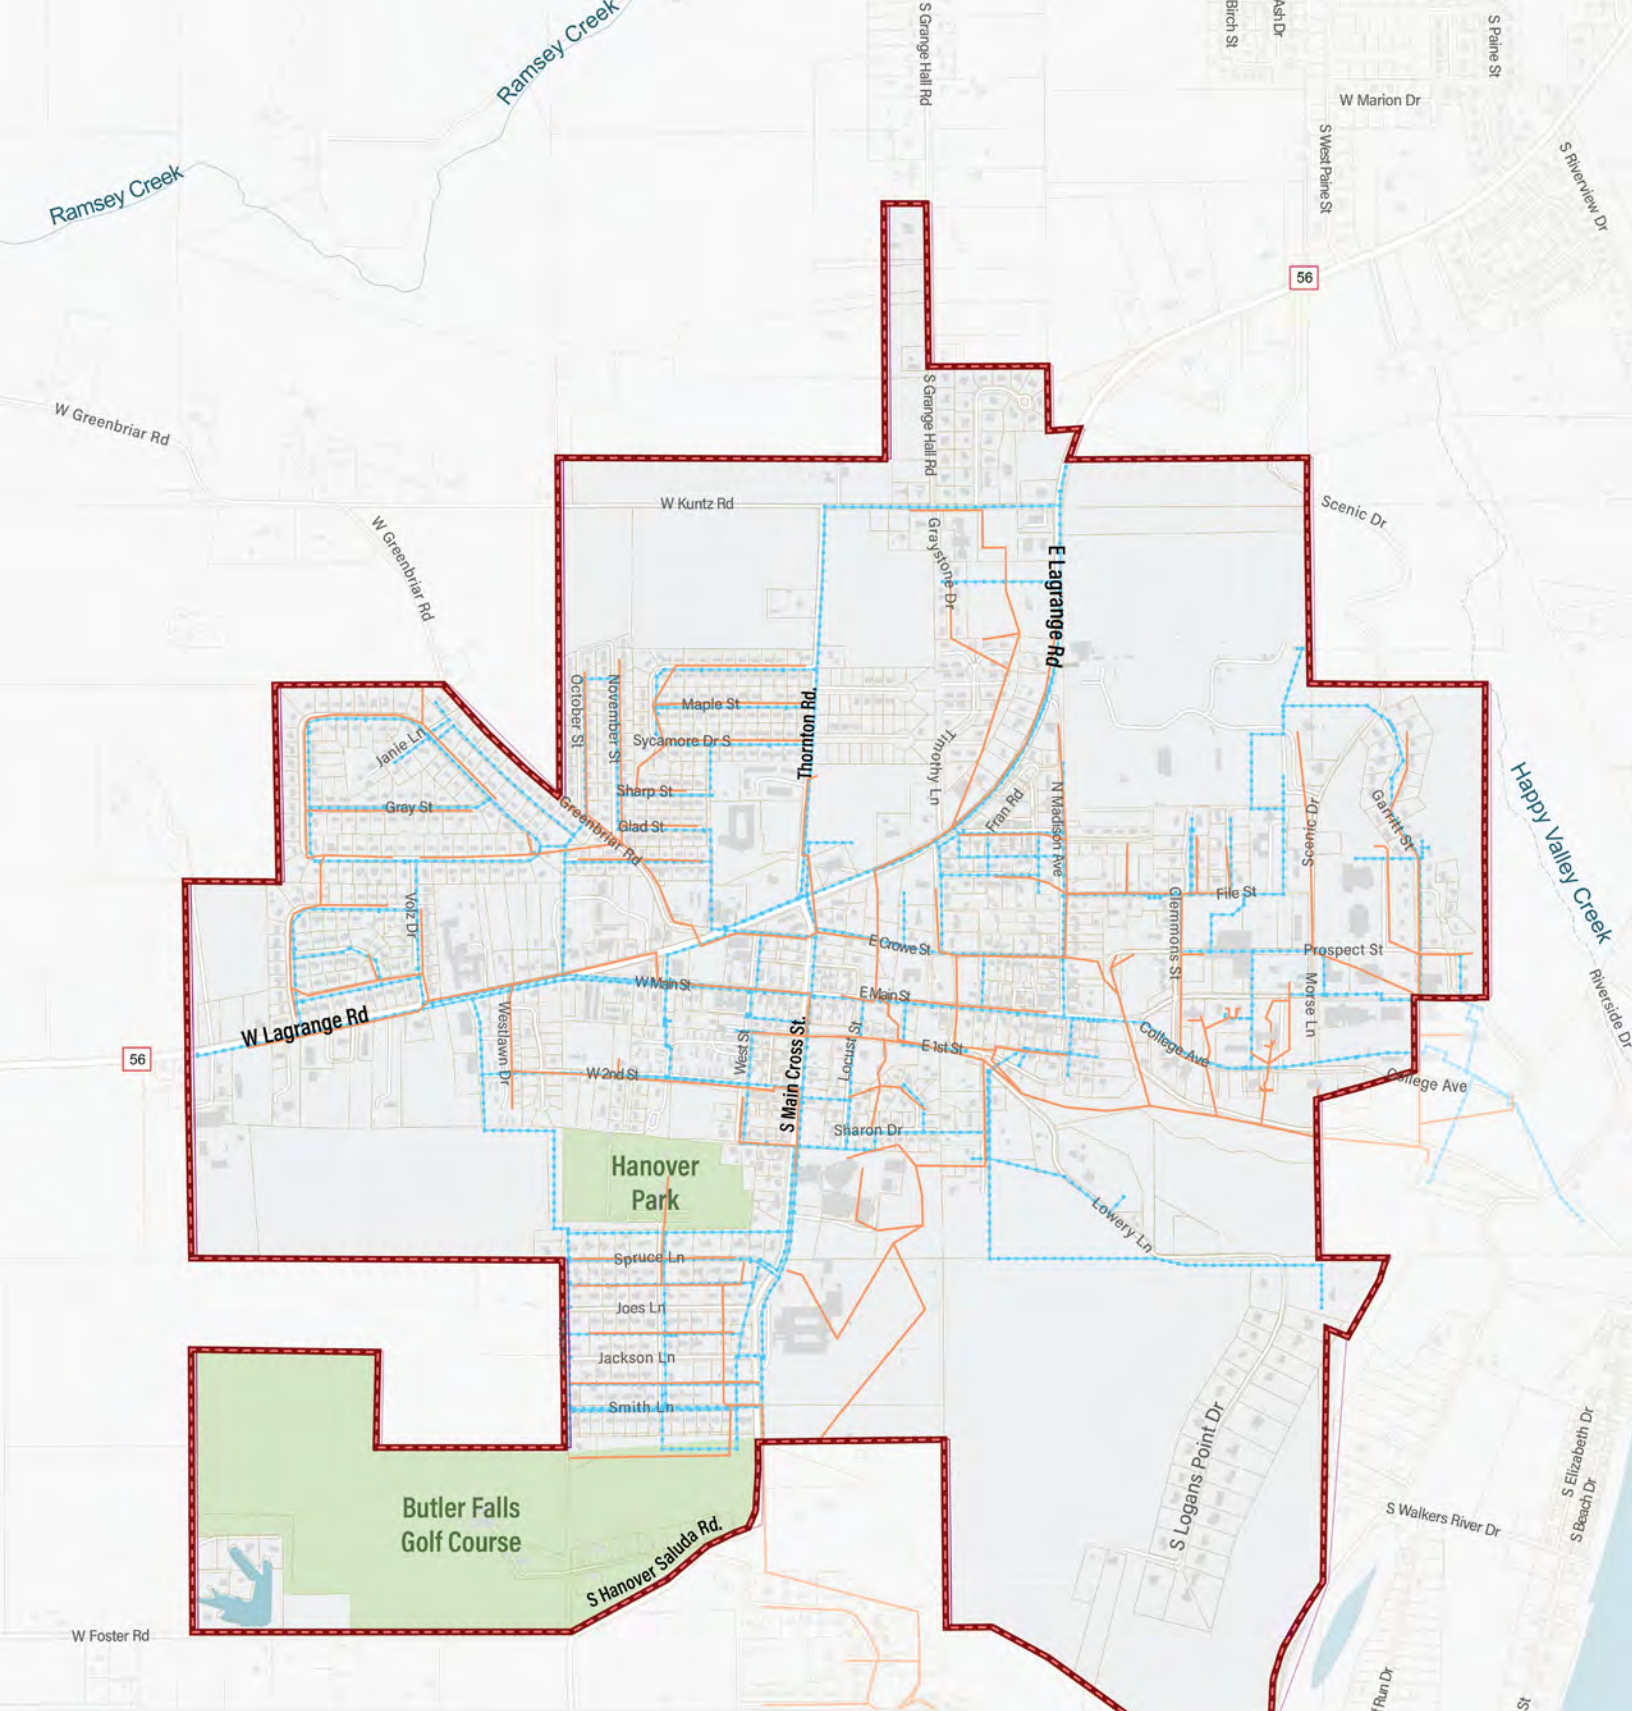 Ramsey Creek
S Grange Hall Rd
Birch St
Ash Dr
S Paine St
W Marion Dr
S West Paine St
S Riverview Dr
Ramsey Creek
56
W Greenbriar Rd
S Grange Hall Rd
W Kuntz Rd
Scenic Dr
W Greenbriar Rd
Graystone Dr
E Lagrange Rd
October St
November St
Maple St
Sycamore Dr S
Thornton Rd.
Timothy Ln
Janie Ln
Gray St
Sharp St
Glad St
Greenbriar Rd
Fran Rd
N Madison Ave
Scenic Dr
Garritt St
Happy Valley Creek
Volz Dr
File St
Clemmons St
E Crowe St
Prospect St
W Main St
E Main St
Morse Ln
Riverside Dr
W Lagrange Rd
Westlawn Dr
West St
S Main Cross St.
Locust St
E 1st St
College Ave
56
W 2nd St
College Ave
Sharon Dr
Hanover
Park
Lowery Ln
Spruce Ln
Joes Ln
Jackson Ln
Smith Ln
S Logans Point Dr
Butler Falls
Golf Course
S Hanover Saluda Rd.
S Walkers River Dr
S Elizabeth Dr
S Beach Dr
W Foster Rd
Run Dr
St